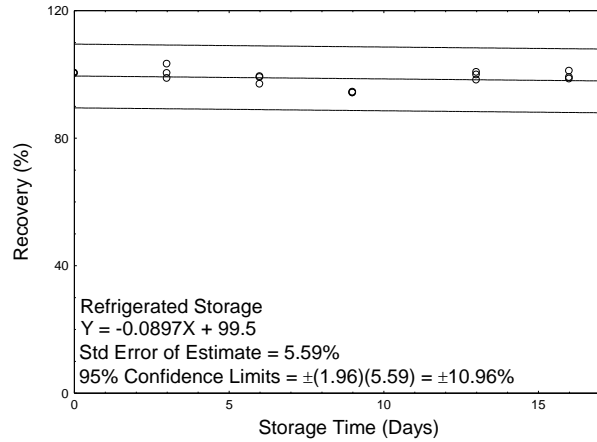 120
80
40
0
Recovery (%)
Refrigerated Storage
Y = -0.0897X + 99.5
Std Error of Estimate = 5.59%
95% Confidence Limits = ±(1.96)(5.59) = ±10.96%
0 5 10 15
Storage Time (Days)